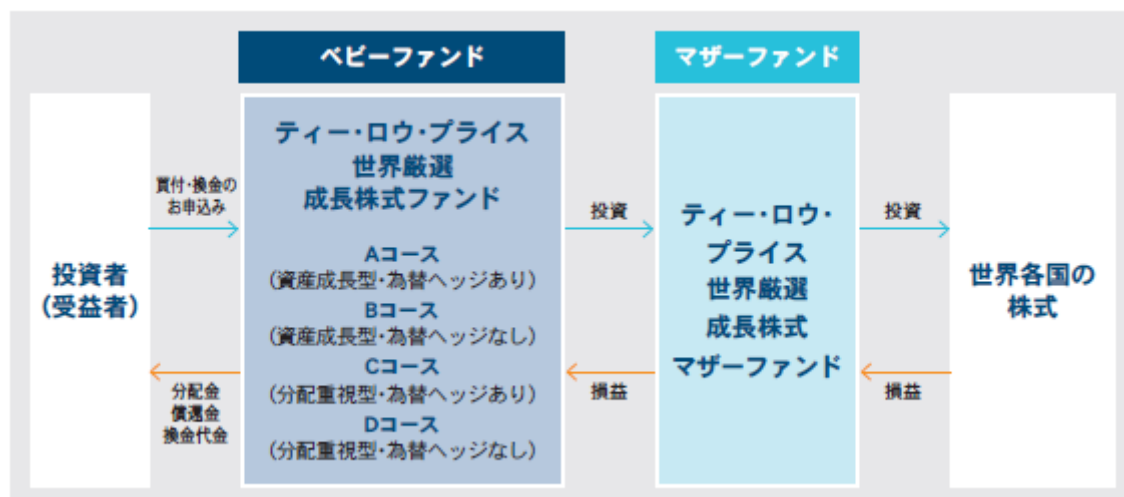 ベビーファンド
マザーファンド
投資者
（受益者）
買付・換金の
お申込み
分配金
償還金
換金代金
ティー・ロウ・プライス
世界厳選
成長株式ファンド
Aコース
（資産成長型・為替ヘッジあり）
Bコース
（資産成長型・為替ヘッジなし）
Cコース
（分配重視型・為替ヘッジあり）
Dコース
（分配重視型・為替ヘッジなし）
投資
損益
ティー・ロウ・
プライス
世界厳選
成長株式
マザーファンド
投資
損益
世界各国の
株式